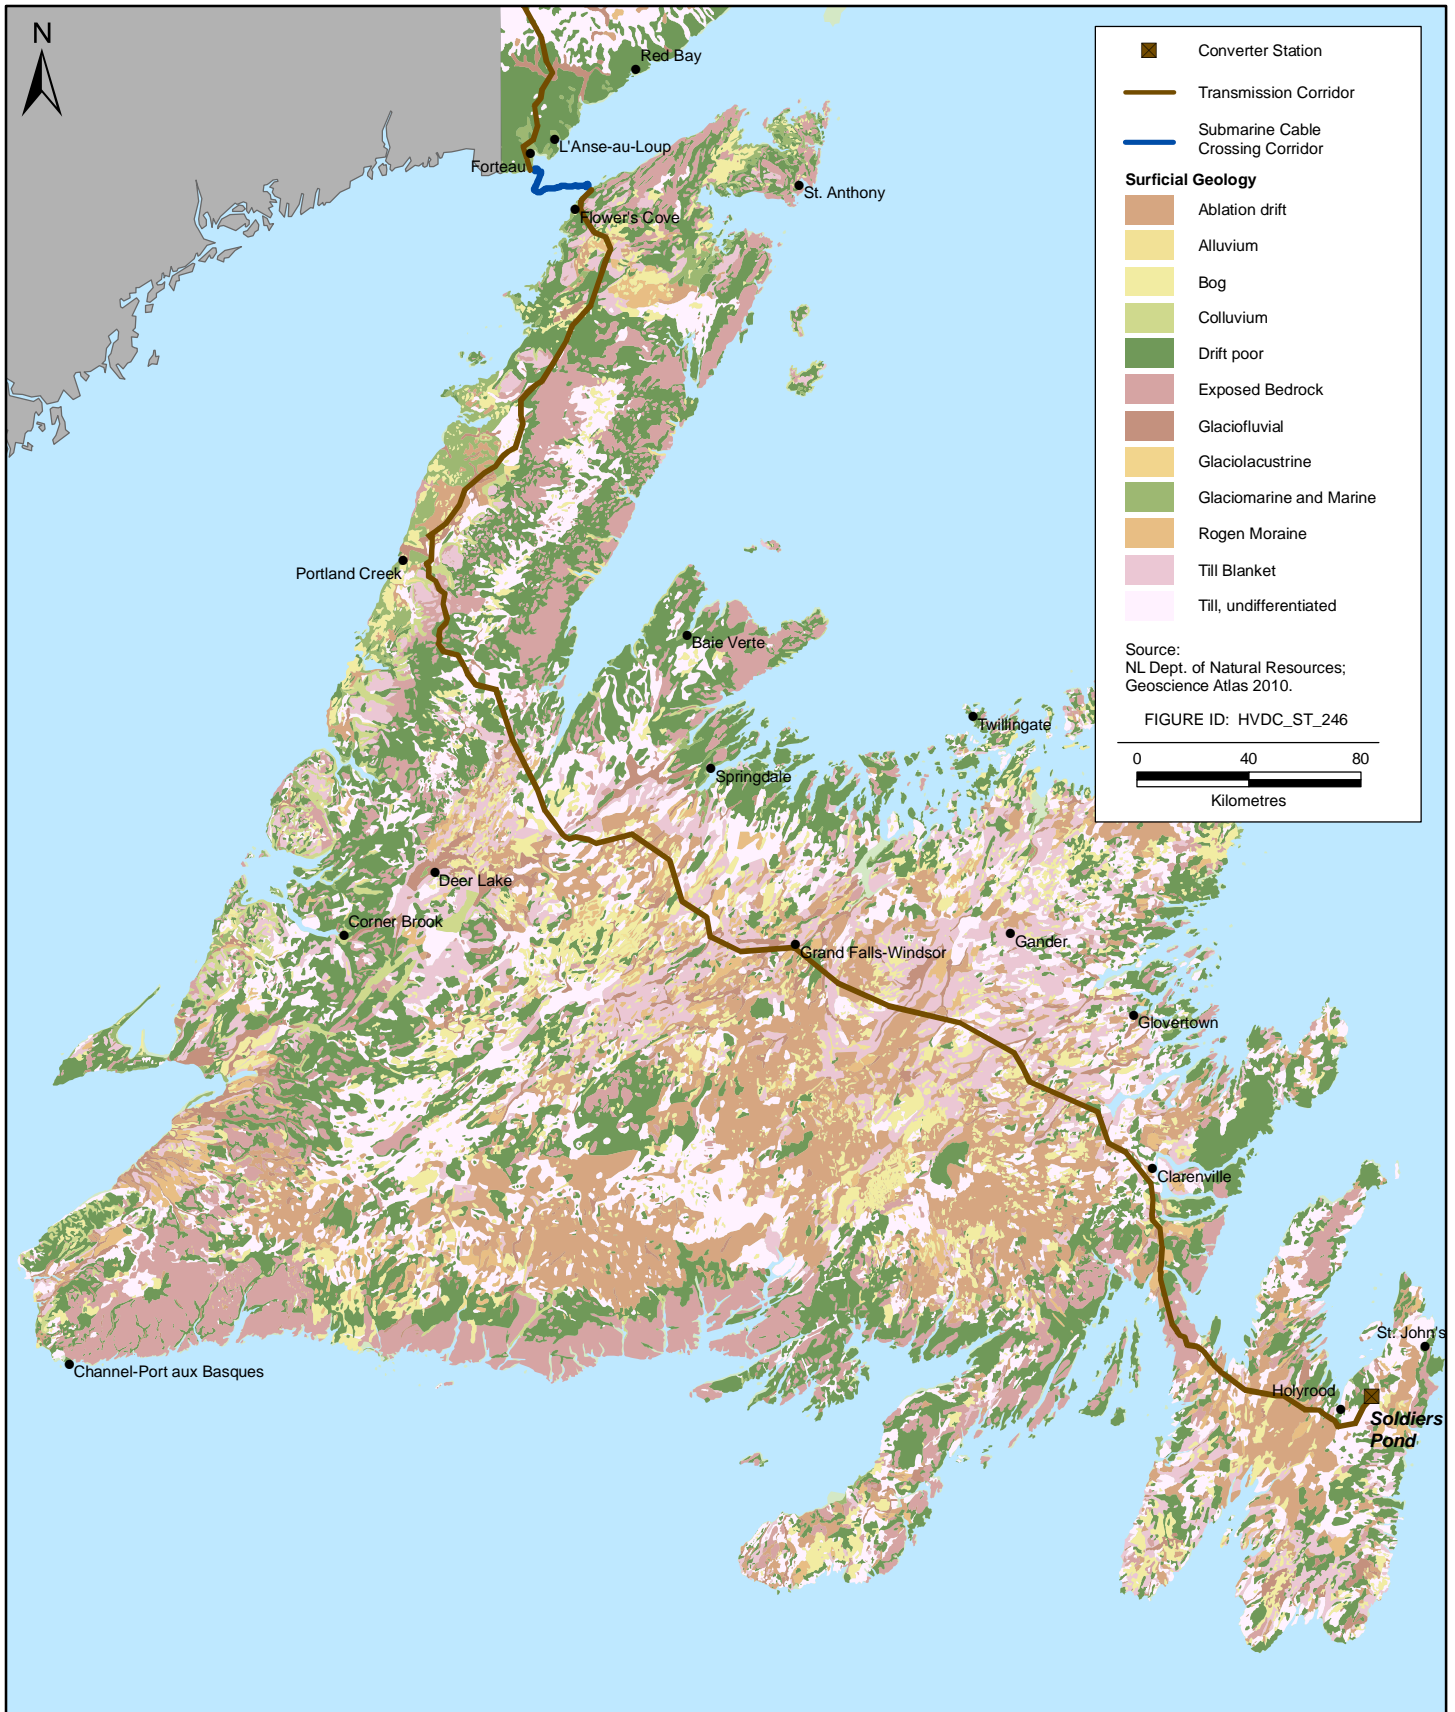 N
Red Bay
L'Anse-au-Loup
Forteau
St. Anthony
Flower's Cove
Portland Creek
Baie Verte
Twillingate
Springdale
Deer Lake
Corner Brook
Gander
Grand Falls-Windsor
Glovertown
Clarenville
St. John's
Channel-Port aux Basques
Holyrood
Soldiers
Pond
Converter Station
Transmission Corridor
Submarine Cable
Crossing Corridor
Surficial Geology
Ablation drift
Alluvium
Bog
Colluvium
Drift poor
Exposed Bedrock
Glaciofluvial
Glaciolacustrine
Glaciomarine and Marine
Rogen Moraine
Till Blanket
Till, undifferentiated
Source:
NL Dept. of Natural Resources;
Geoscience Atlas 2010.
FIGURE ID: HVDC_ST_246
0 40 80
Kilometres